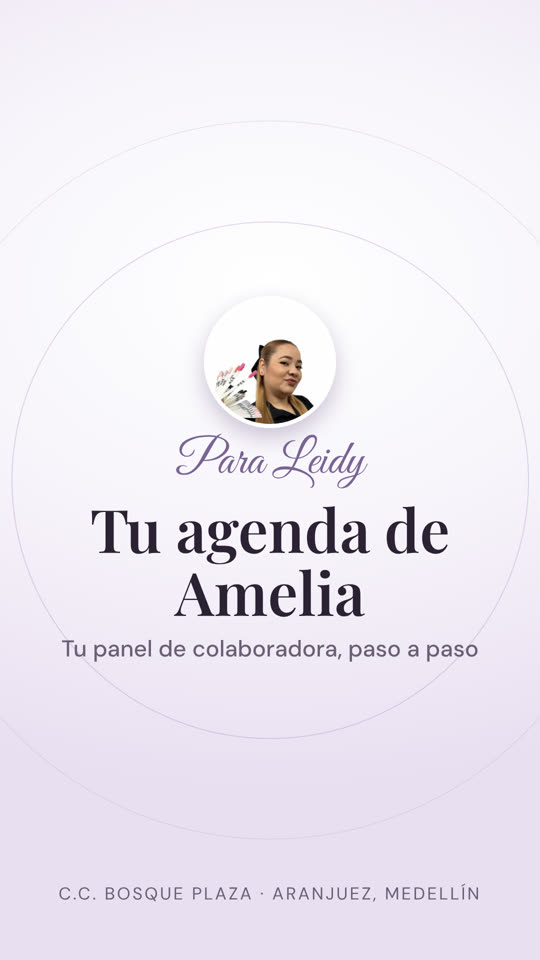 Para Leidy
Tu agenda de
Amelia
Tu panel de colaboradora, paso a paso
C.C. BOSQUE PLAZA · ARANJUEZ, MEDELLÍN